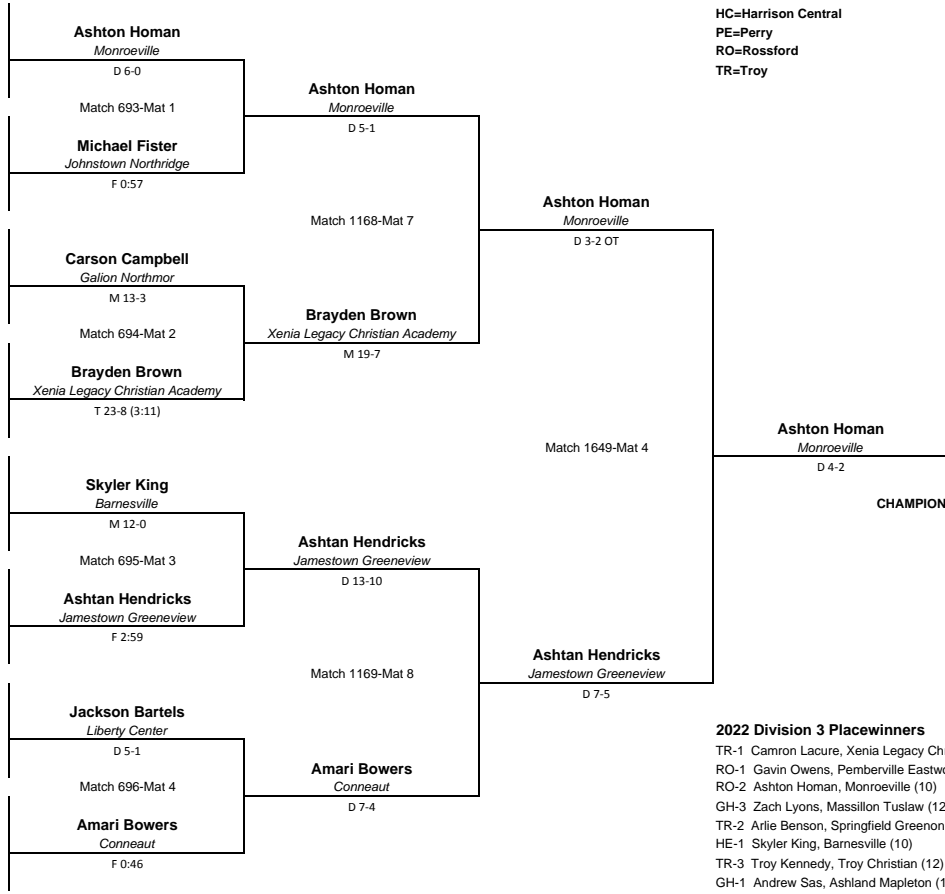 HC=Harrison Central
PE=Perry
RO=Rossford
TR=Troy
Ashton Homan
Monroeville
D 6-0
Match 693-Mat 1
Michael Fister
Johnstown Northridge
F 0:57
Carson Campbell
Galion Northmor
M 13-3
Match 694-Mat 2
Brayden Brown
Xenia Legacy Christian Academy
T 23-8 (3:11)
Skyler King
Barnesville
M 12-0
Match 695-Mat 3
Ashtan Hendricks
Jamestown Greeneview
F 2:59
Jackson Bartels
Liberty Center
D 5-1
Match 696-Mat 4
Amari Bowers
Conneaut
F 0:46
Ashton Homan
Monroeville
D 5-1
Match 1168-Mat 7
Brayden Brown
Xenia Legacy Christian Academy
M 19-7
Ashtan Hendricks
Jamestown Greeneview
D 13-10
Match 1169-Mat 8
Amari Bowers
Conneaut
D 7-4
Ashton Homan
Monroeville
D 3-2 OT
Match 1649-Mat 4
Ashtan Hendricks
Jamestown Greeneview
D 7-5
Ashton Homan
Monroeville
D 4-2
CHAMPION
2022 Division 3 Placewinners
TR-1 Camron Lacure, Xenia Legacy Ch
RO-1 Gavin Owens, Pemberville Eastw
RO-2 Ashton Homan, Monroeville (10)
GH-3 Zach Lyons, Massillon Tuslaw (12
TR-2 Arlie Benson, Springfield Greenon
HE-1 Skyler King, Barnesville (10)
TR-3 Troy Kennedy, Troy Christian (12)
GH-1 Andrew Sas, Ashland Mapleton (1